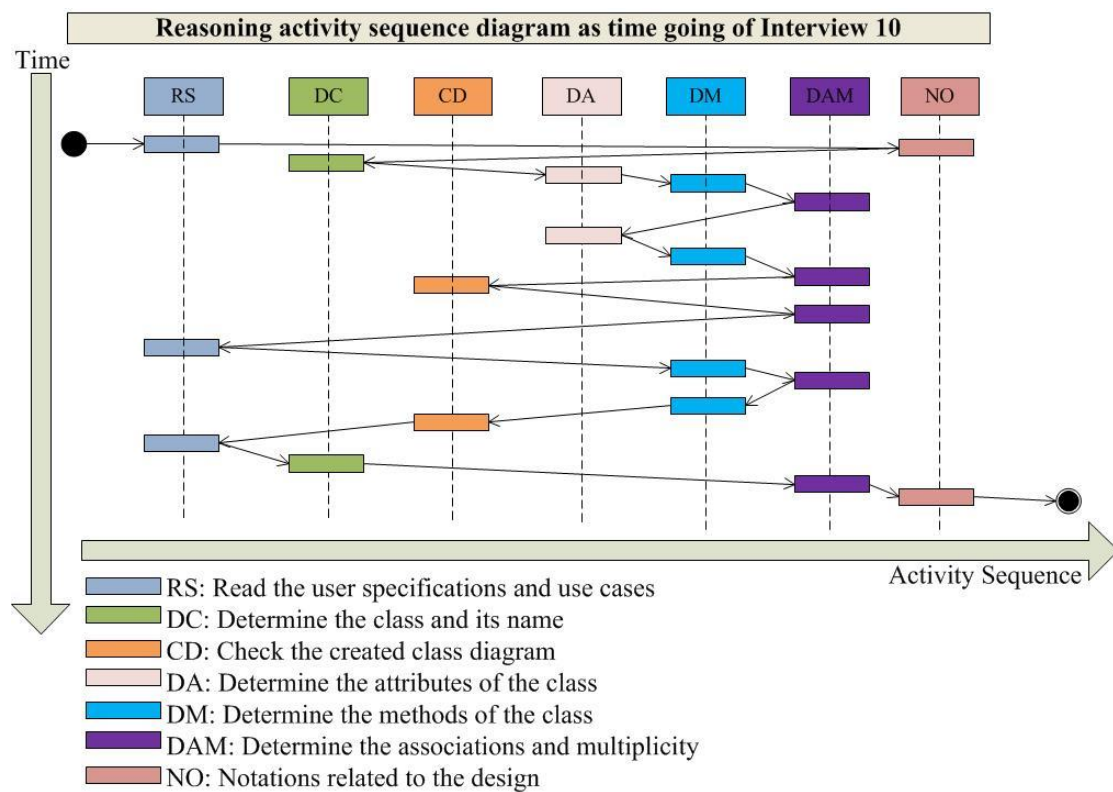 Reasoning activity sequence diagram as time going of Interview 10
Time
RS DC CD DA DM DAM NO
Activity Sequence
RS: Read the user specifications and use cases
DC: Determine the class and its name
CD: Check the created class diagram
DA: Determine the attributes of the class
DM: Determine the methods of the class
DAM: Determine the associations and multiplicity
NO: Notations related to the design